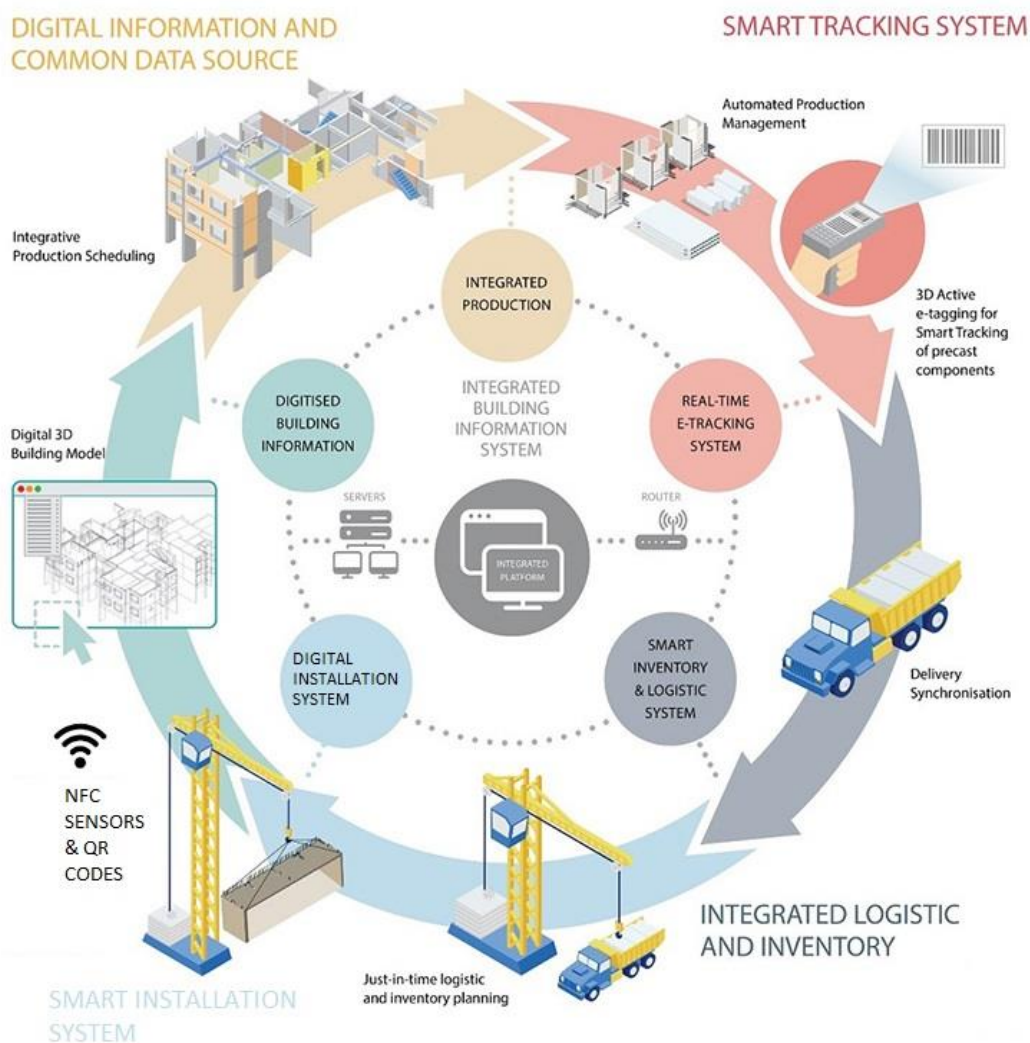 DIGITAL INFORMATION AND
COMMON DATA SOURCE
SMART TRACKING SYSTEM
Automated Production
Management
Integrative
Production Scheduling
INTEGRATED
PRODUCTION
3D Active
e-tagging for
Smart Tracking
of precast
components
DIGITISED
BUILDING
INFORMATION
INTEGRATED
BUILDING
INFORMATION
SYSTEM
REAL-TIME
E-TRACKING
SYSTEM
Digital 3D
Building Model
SERVERS
ROUTER
INTEGRATED
PLATFORM
DIGITAL
INSTALLATION
SYSTEM
SMART
INVENTORY
& LOGISTIC
SYSTEM
Delivery
Synchronisation
NFC
SENSORS
& QR
CODES
INTEGRATED LOGISTIC
AND INVENTORY
Just-in-time logistic
and inventory planning
SMART INSTALLATION
SYSTEM